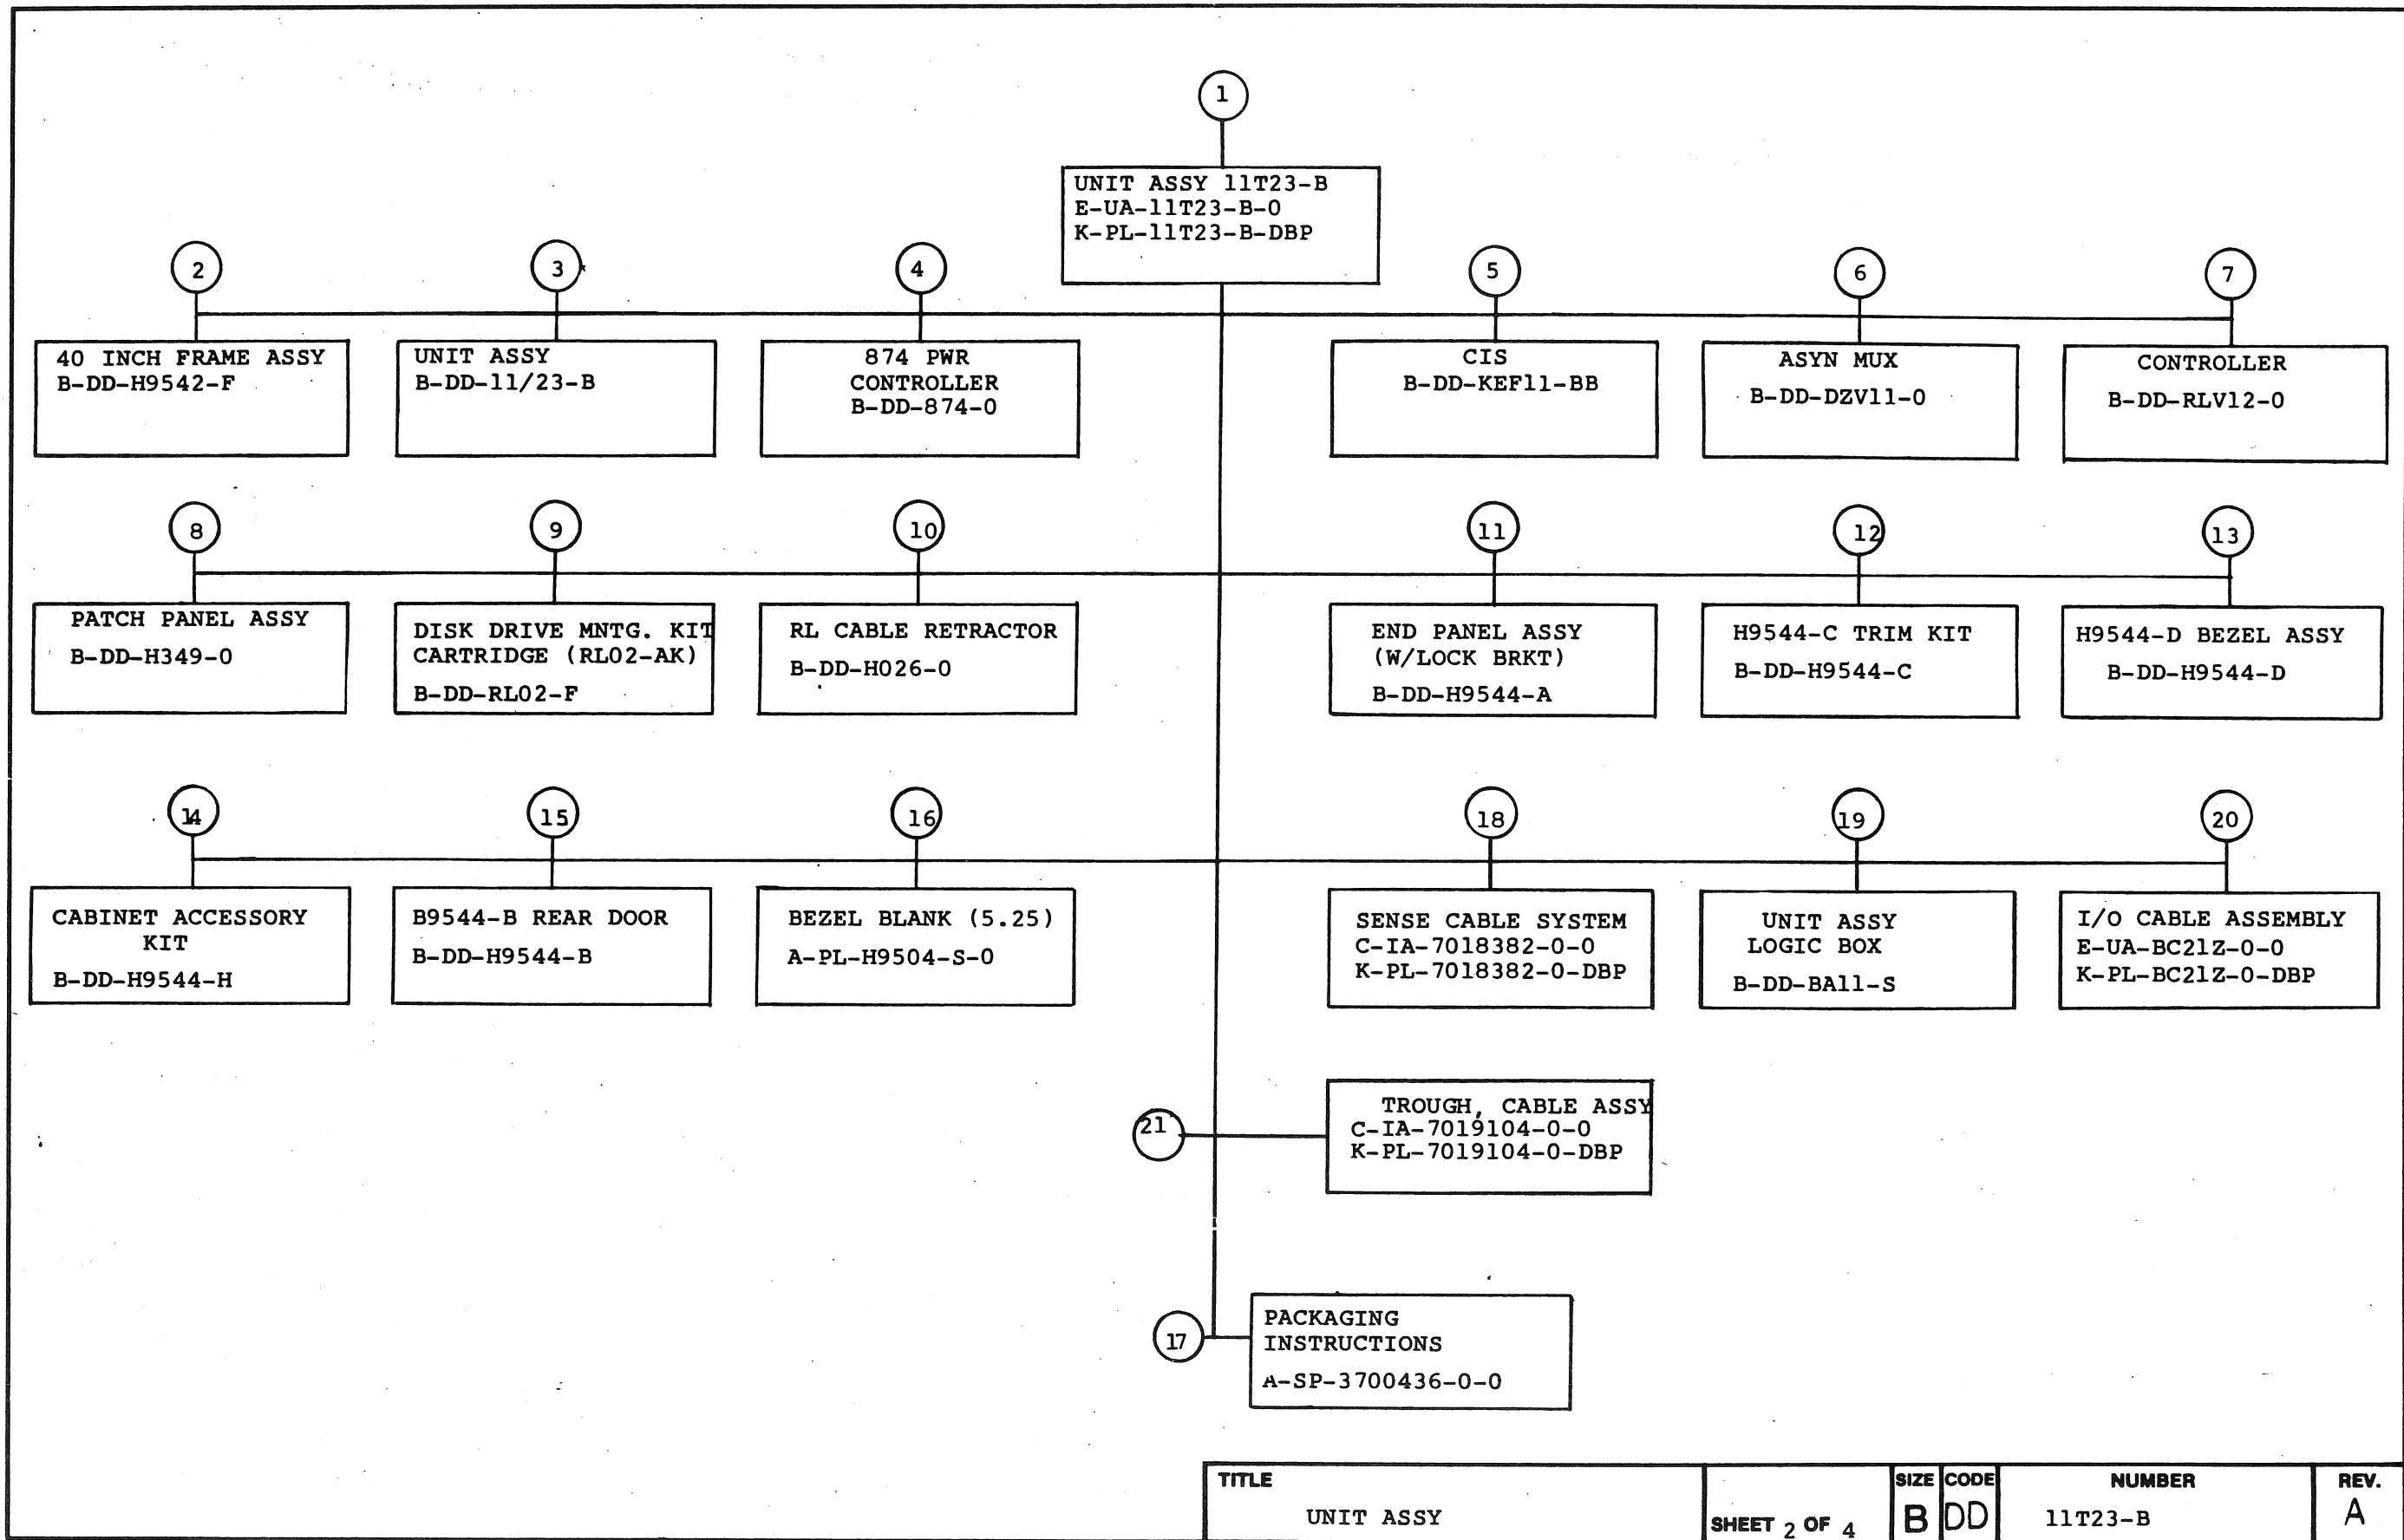 1
UNIT ASSY 11T23-B
E-UA-11T23-B-0
K-PL-11T23-B-DBP
2
40 INCH FRAME ASSY
B-DD-H9542-F
3
UNIT ASSY
B-DD-11/23-B
4
874 PWR
CONTROLLER
B-DD-874-0
5
CIS
B-DD-KEF11-BB
6
ASYN MUX
B-DD-DZV11-0
7
CONTROLLER
B-DD-RLV12-0
8
PATCH PANEL ASSY
B-DD-H349-0
9
DISK DRIVE MNTG. KIT
CARTRIDGE (RL02-AK)
B-DD-RL02-F
10
RL CABLE RETRACTOR
B-DD-H026-0
11
END PANEL ASSY
(W/LOCK BRKT)
B-DD-H9544-A
12
H9544-C TRIM KIT
B-DD-H9544-C
13
H9544-D BEZEL ASSY
B-DD-H9544-D
14
CABINET ACCESSORY
KIT
B-DD-H9544-H
15
B9544-B REAR DOOR
B-DD-H9544-B
16
BEZEL BLANK (5.25)
A-PL-H9504-S-0
18
SENSE CABLE SYSTEM
C-IA-7018382-0-0
K-PL-7018382-0-DBP
19
UNIT ASSY
LOGIC BOX
B-DD-BA11-S
20
I/O CABLE ASSEMBLY
E-UA-BC21Z-0-0
K-PL-BC21Z-0-DBP
21
TROUGH, CABLE ASSY
C-IA-7019104-0-0
K-PL-7019104-0-DBP
17
PACKAGING
INSTRUCTIONS
A-SP-3700436-0-0
TITLE
UNIT ASSY
SHEET 2 OF 4
SIZE
B
CODE
DD
NUMBER
11T23-B
REV.
A